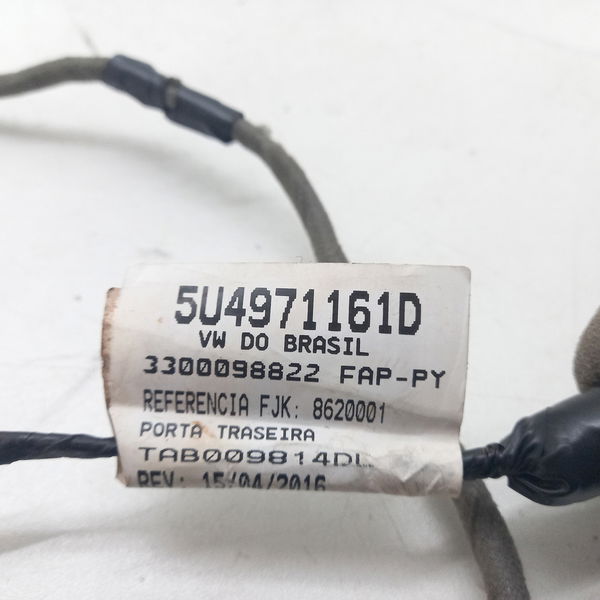 5U4971161D
VW DO BRASIL
3300098822 FAP-PY
REFERENCIA FJK: 8620001
PORTA TRASEIRA
TAB009814DL
REV: 15/04/2016